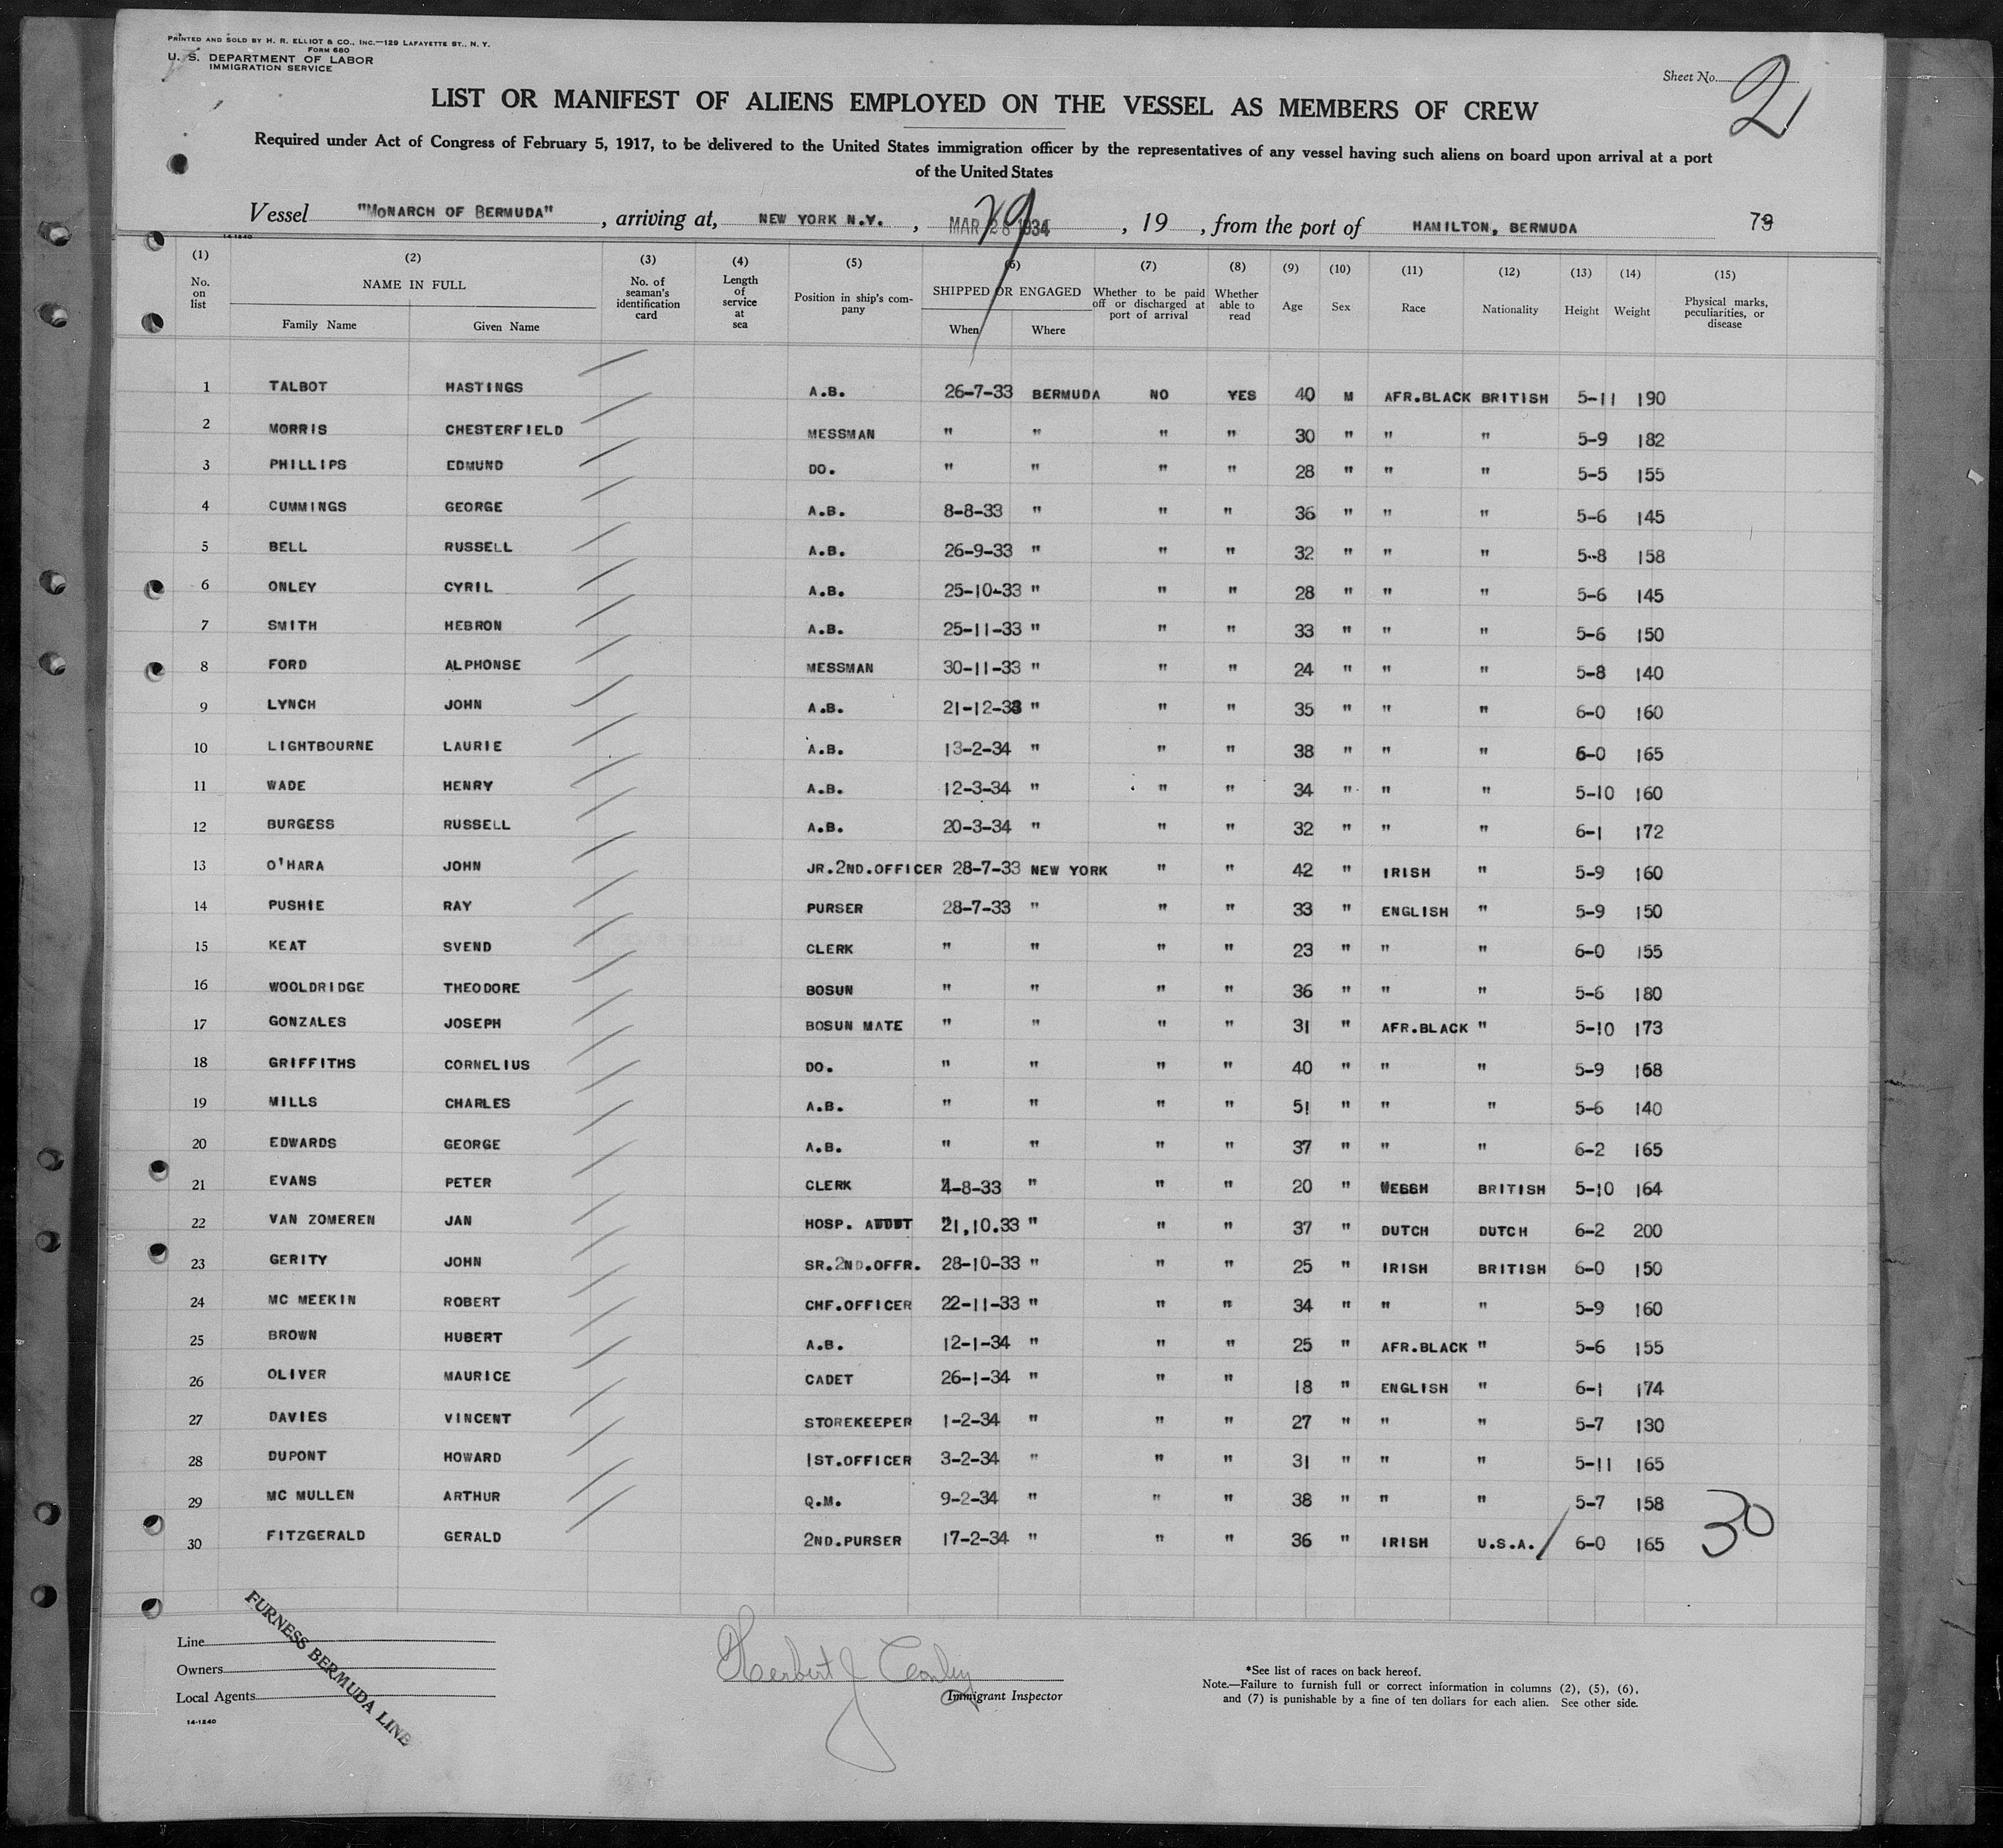 PRINTED AND SOLD BY H. R. ELLIOT & CO., INC.—129 LAFAYETTE ST., N. Y.
FORM 680
U. S. DEPARTMENT OF LABOR
IMMIGRATION SERVICE
Sheet No. 2
LIST OR MANIFEST OF ALIENS EMPLOYED ON THE VESSEL AS MEMBERS OF CREW
Required under Act of Congress of February 5, 1917, to be delivered to the United States immigration officer by the representatives of any vessel having such aliens on board upon arrival at a port
of the United States
Vessel "MONARCH OF BERMUDA", arriving at, NEW YORK N.Y., MAR 28 1934, 19 , from the port of HAMILTON, BERMUDA 79
14-1240
(1) (2) (3) (4) (5) (6) (7) (8) (9) (10) (11) (12) (13) (14) (15)
No. on list NAME IN FULL Family Name Given Name No. of seaman's identification card Length of service at sea Position in ship's company SHIPPED OR ENGAGED When Where Whether to be paid off or discharged at port of arrival Whether able to read Age Sex Race Nationality Height Weight Physical marks, peculiarities, or disease
1 TALBOT HASTINGS A.B. 26-7-33 BERMUDA NO YES 40 M AFR.BLACK BRITISH 5-11 190
2 MORRIS CHESTERFIELD MESSMAN " " " " 30 " " " 5-9 182
3 PHILLIPS EDMUND DO. " " " " 28 " " " 5-5 155
4 CUMMINGS GEORGE A.B. 8-8-33 " " " 36 " " " 5-6 145
5 BELL RUSSELL A.B. 26-9-33 " " " 32 " " " 5-8 158
6 ONLEY CYRIL A.B. 25-10-33 " " " 28 " " " 5-6 145
7 SMITH HEBRON A.B. 25-11-33 " " " 33 " " " 5-6 150
8 FORD ALPHONSE MESSMAN 30-11-33 " " " 24 " " " 5-8 140
9 LYNCH JOHN A.B. 21-12-33 " " " 35 " " " 6-0 160
10 LIGHTBOURNE LAURIE A.B. 13-2-34 " " " 38 " " " 6-0 165
11 WADE HENRY A.B. 12-3-34 " " " 34 " " " 5-10 160
12 BURGESS RUSSELL A.B. 20-3-34 " " " 32 " " " 6-1 172
13 O'HARA JOHN JR.2ND.OFFICER 28-7-33 NEW YORK " " 42 " IRISH " 5-9 160
14 PUSHIE RAY PURSER 28-7-33 " " " 33 " ENGLISH " 5-9 150
15 KEAT SVEND CLERK " " " " 23 " " " 6-0 155
16 WOOLDRIDGE THEODORE BOSUN " " " " 36 " " " 5-6 180
17 GONZALES JOSEPH BOSUN MATE " " " " 31 " AFR.BLACK " 5-10 173
18 GRIFFITHS CORNELIUS DO. " " " " 40 " " " 5-9 168
19 MILLS CHARLES A.B. " " " " 51 " " " 5-6 140
20 EDWARDS GEORGE A.B. " " " " 37 " " " 6-2 165
21 EVANS PETER CLERK 4-8-33 " " " 20 " BRITISH 5-10 164
22 VAN ZOMEREN JAN HOSP. 21,10.33 " " " 37 " DUTCH DUTCH 6-2 200
23 GERITY JOHN SR.2ND.OFFR. 28-10-33 " " " 25 " IRISH BRITISH 6-0 150
24 MC MEEKIN ROBERT CHF.OFFICER 22-11-33 " " " 34 " " " 5-9 160
25 BROWN HUBERT A.B. 12-1-34 " " " 25 " AFR.BLACK " 5-6 155
26 OLIVER MAURICE CADET 26-1-34 " " " 18 " ENGLISH " 6-1 174
27 DAVIES VINCENT STOREKEEPER 1-2-34 " " " 27 " " " 5-7 130
28 DUPONT HOWARD 1ST.OFFICER 3-2-34 " " " 31 " " " 5-11 165
29 MC MULLEN ARTHUR Q.M. 9-2-34 " " " 38 " " " 5-7 158
30 FITZGERALD GERALD 2ND.PURSER 17-2-34 " " " 36 " IRISH U.S.A. 6-0 165
30
Line
Owners
Local Agents
FURNESS BERMUDA LINE
14-1240
Herbert J
Immigrant Inspector
*See list of races on back hereof.
Note.—Failure to furnish full or correct information in columns (2), (5), (6),
and (7) is punishable by a fine of ten dollars for each alien. See other side.